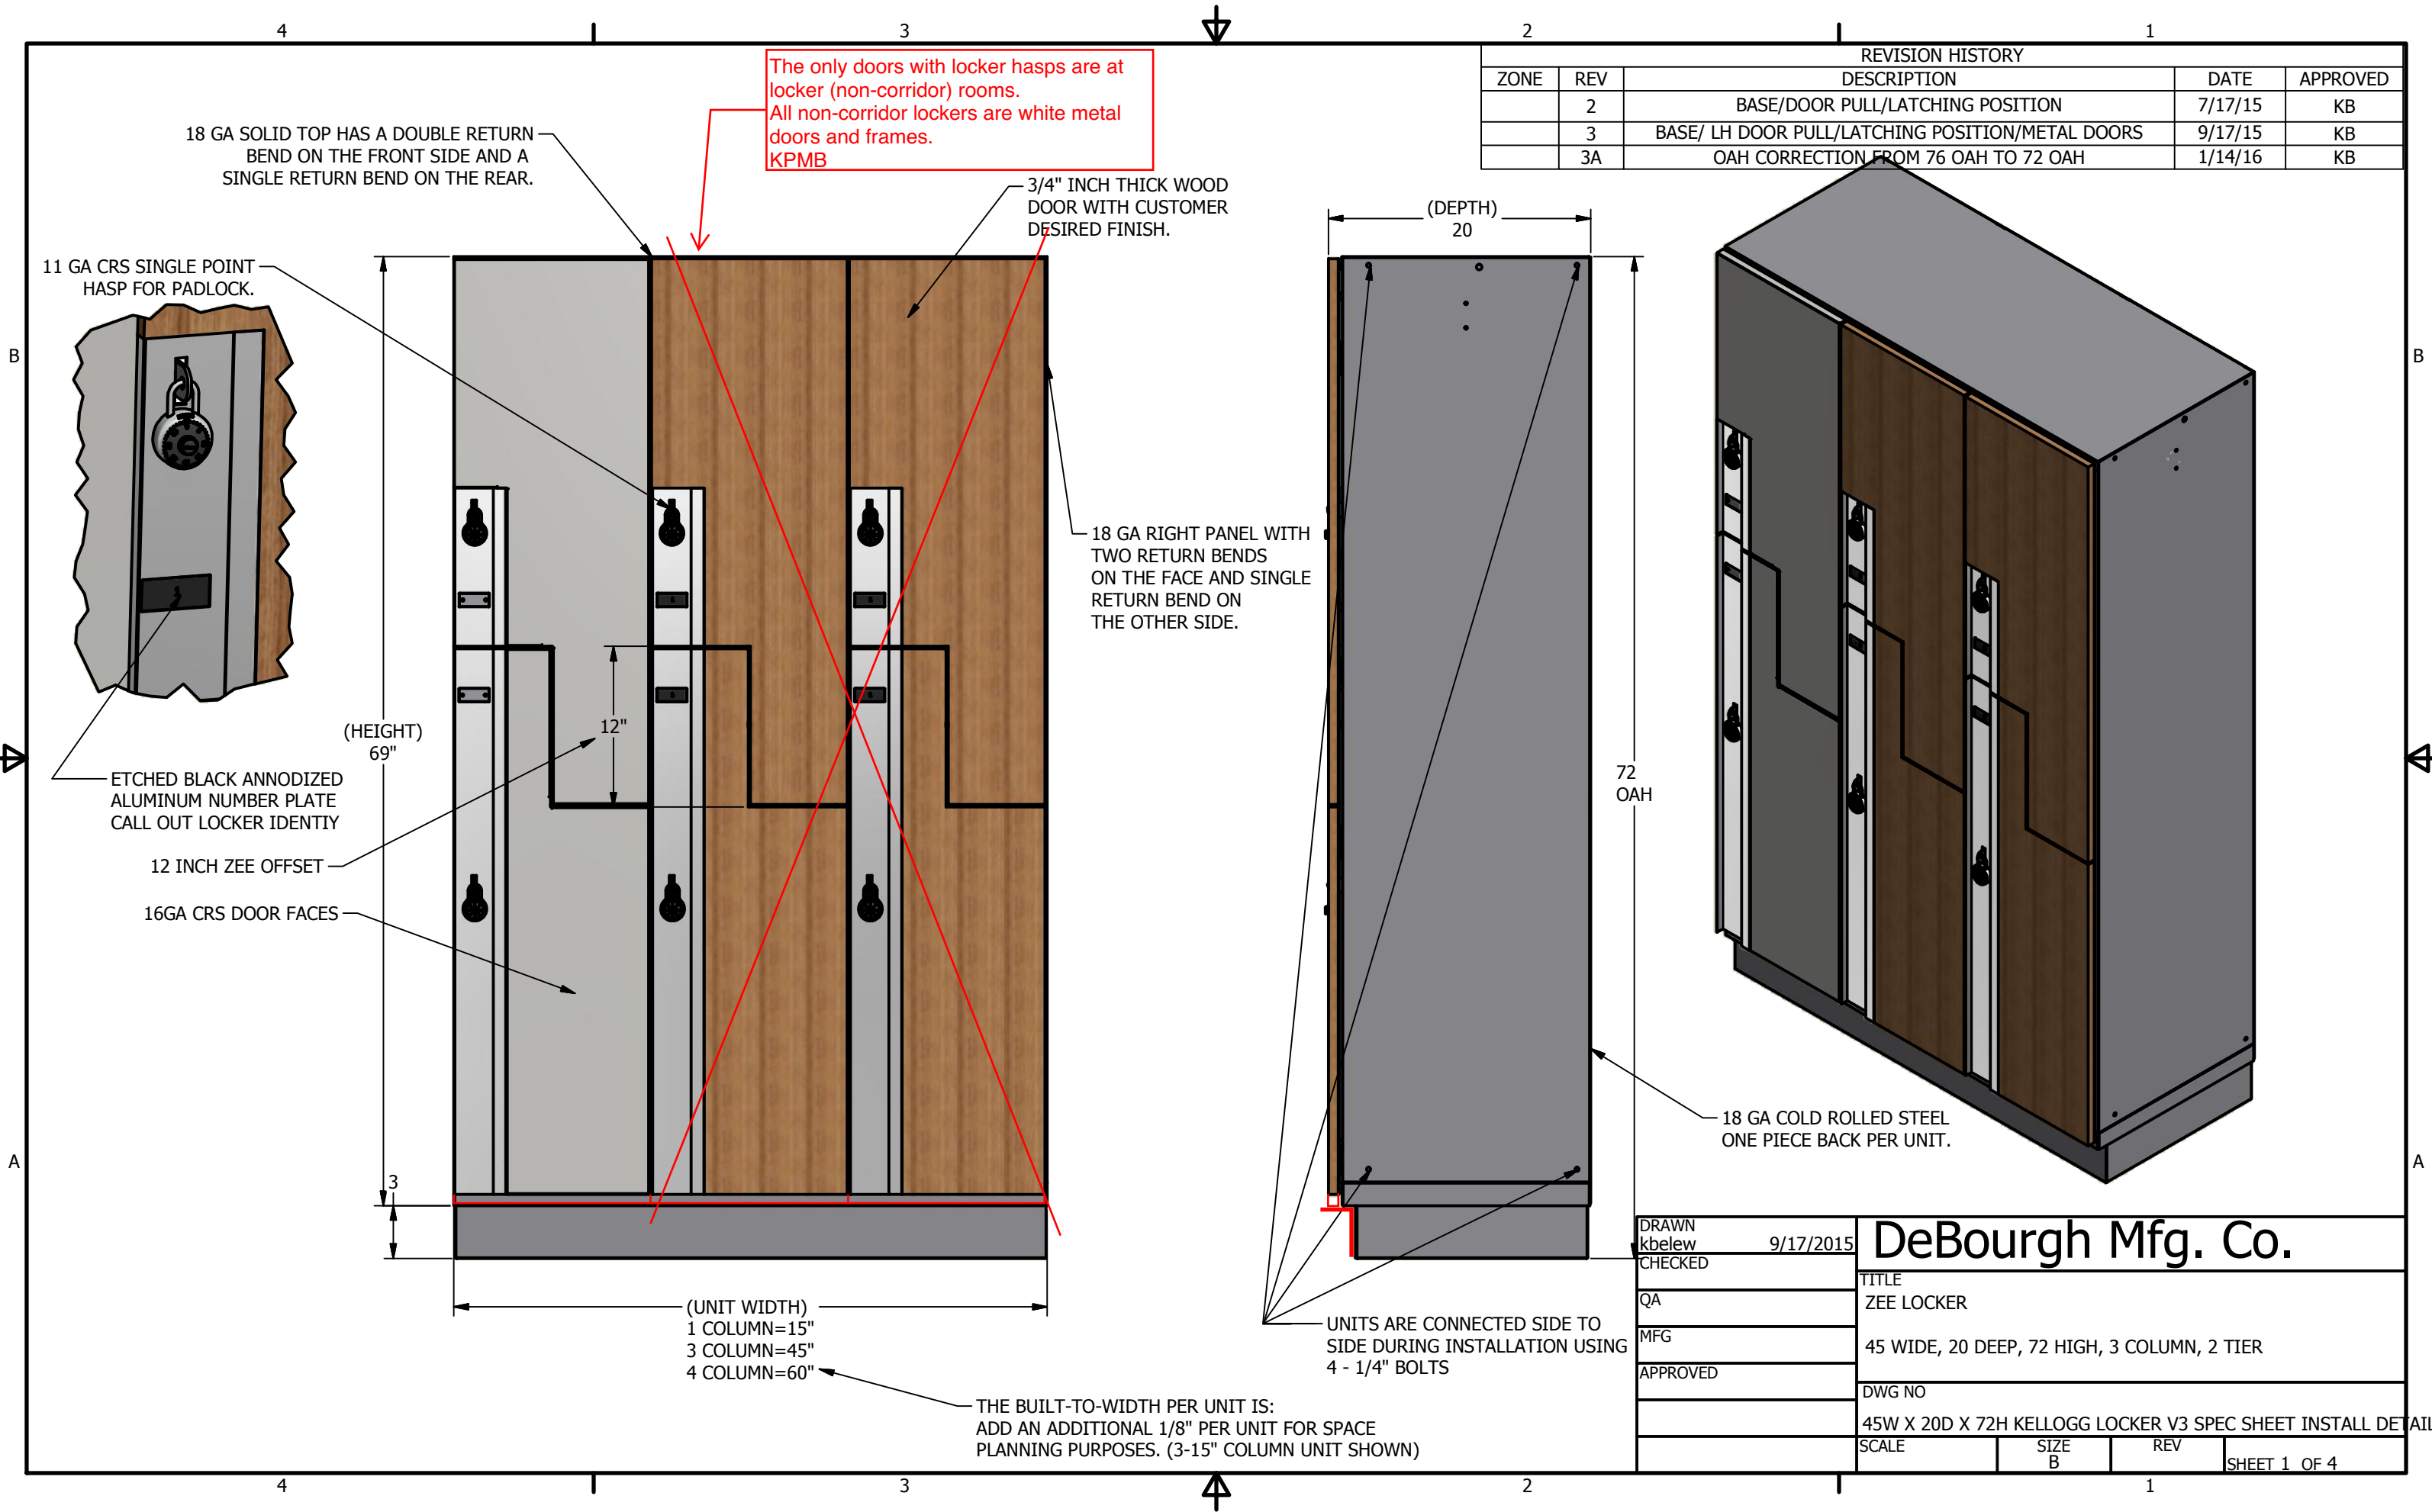 4
3
2
1
REVISION HISTORY
ZONE REV DESCRIPTION DATE APPROVED
2 BASE/DOOR PULL/LATCHING POSITION 7/17/15 KB
3 BASE/ LH DOOR PULL/LATCHING POSITION/METAL DOORS 9/17/15 KB
3A OAH CORRECTION FROM 76 OAH TO 72 OAH 1/14/16 KB
The only doors with locker hasps are at
locker (non-corridor) rooms.
All non-corridor lockers are white metal
doors and frames.
KPMB
18 GA SOLID TOP HAS A DOUBLE RETURN
BEND ON THE FRONT SIDE AND A
SINGLE RETURN BEND ON THE REAR.
3/4" INCH THICK WOOD
DOOR WITH CUSTOMER
DESIRED FINISH.
(DEPTH)
20
11 GA CRS SINGLE POINT
HASP FOR PADLOCK.
B
B
18 GA RIGHT PANEL WITH
TWO RETURN BENDS
ON THE FACE AND SINGLE
RETURN BEND ON
THE OTHER SIDE.
(HEIGHT)
69"
12"
72
OAH
ETCHED BLACK ANNODIZED
ALUMINUM NUMBER PLATE
CALL OUT LOCKER IDENTIY
12 INCH ZEE OFFSET
16GA CRS DOOR FACES
18 GA COLD ROLLED STEEL
ONE PIECE BACK PER UNIT.
A
A
3
(UNIT WIDTH)
1 COLUMN=15"
3 COLUMN=45"
4 COLUMN=60"
UNITS ARE CONNECTED SIDE TO
SIDE DURING INSTALLATION USING
4 - 1/4" BOLTS
THE BUILT-TO-WIDTH PER UNIT IS:
ADD AN ADDITIONAL 1/8" PER UNIT FOR SPACE
PLANNING PURPOSES. (3-15" COLUMN UNIT SHOWN)
DRAWN
kbelew 9/17/2015
CHECKED
QA
MFG
APPROVED
DeBourgh Mfg. Co.
TITLE
ZEE LOCKER
45 WIDE, 20 DEEP, 72 HIGH, 3 COLUMN, 2 TIER
DWG NO
45W X 20D X 72H KELLOGG LOCKER V3 SPEC SHEET INSTALL DETAIL
SCALE
SIZE
B
REV
SHEET 1 OF 4
4
3
2
1